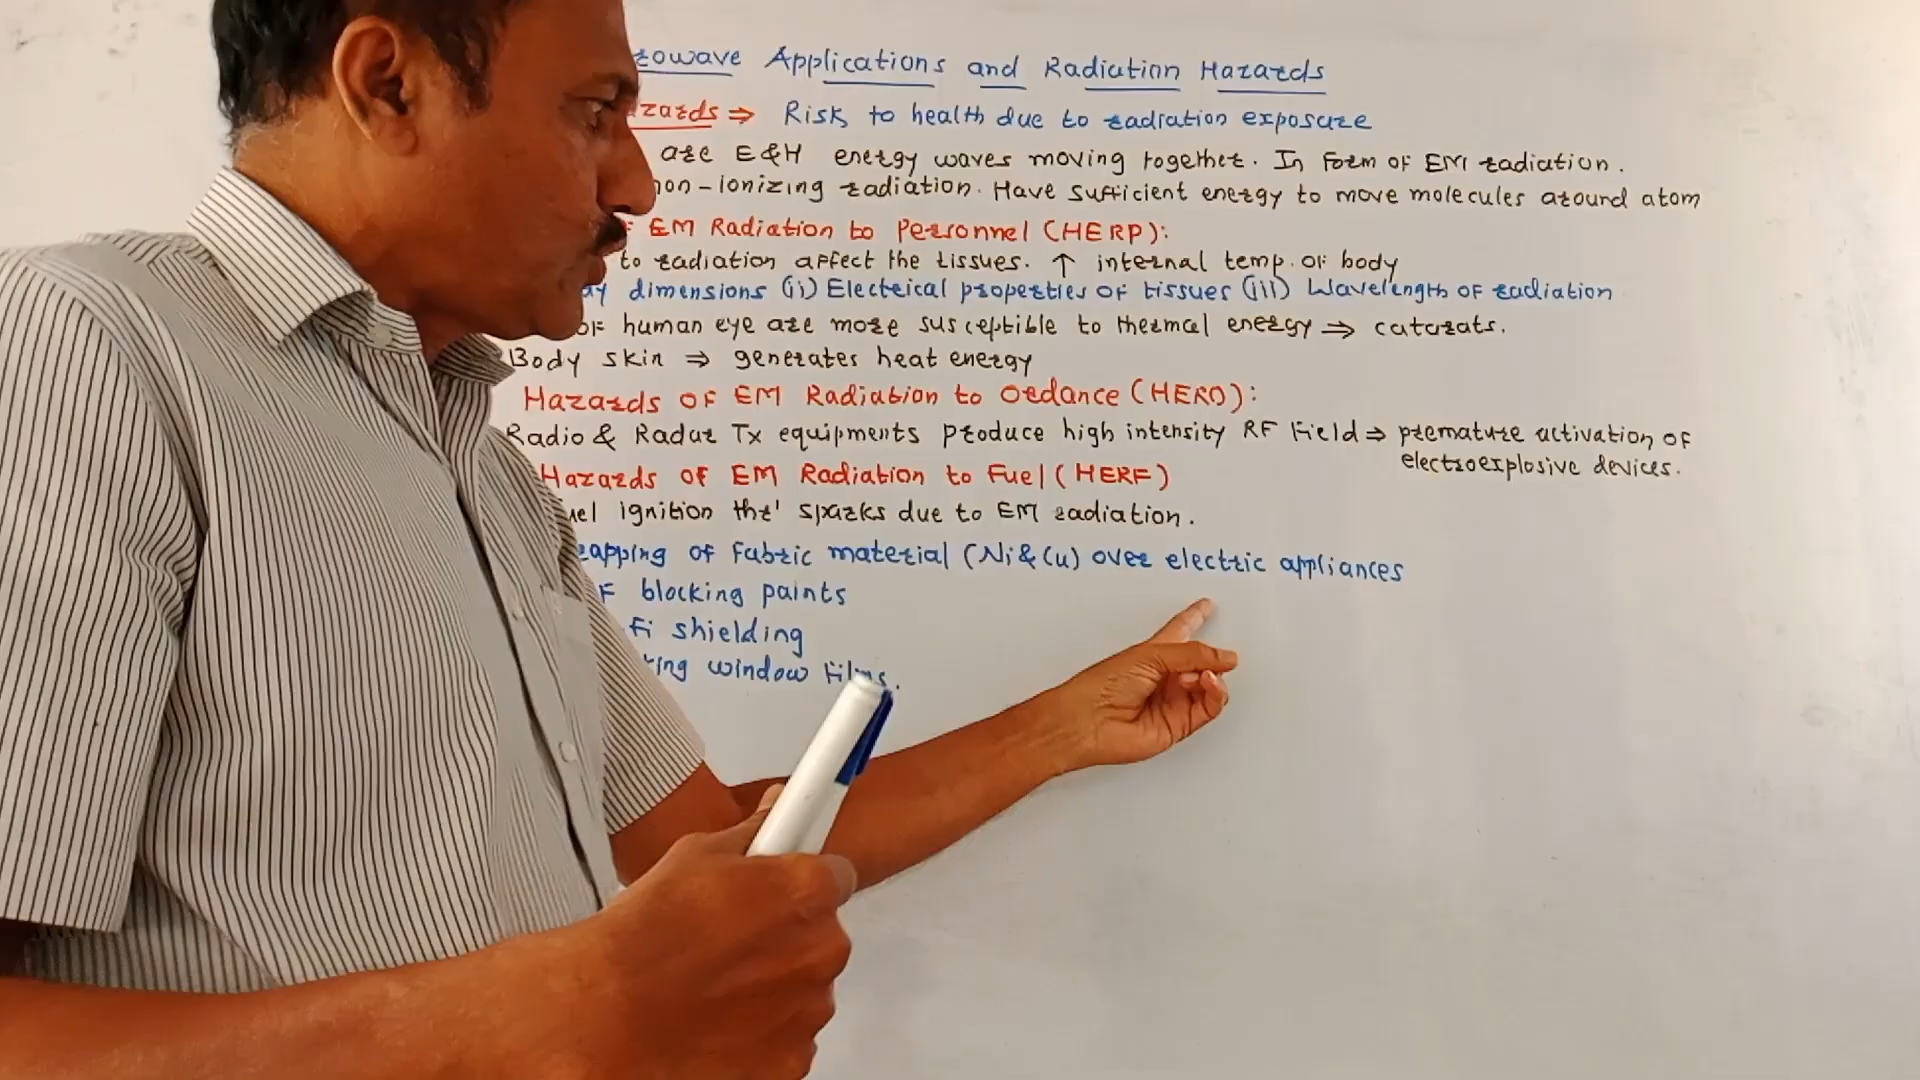 Applications and Radiation Hazards
⇒ Risk to health due to radiation exposure
are E&H energy waves moving together. In form of EM radiation.
non-ionizing radiation. Have sufficient energy to move molecules around atom
EM Radiation to Personnel (HERP):
to radiation affect the tissues. ↑ internal temp. of body
dimensions (ii) Electrical properties of tissues (iii) Wavelength of radiation
of human eye are more susceptible to thermal energy ⇒ catarats.
Body skin ⇒ generates heat energy
Hazards of EM Radiation to Oedance (HERO):
Radio & Radar Tx equipments produce high intensity RF Field ⇒ premature activation of
electroexplosive devices.
Hazards of EM Radiation to Fuel (HERF)
ignition thr' sparks due to EM radiation.
of Fabric material (Ni&Cu) over electric appliances
blocking paints
shielding
window films.